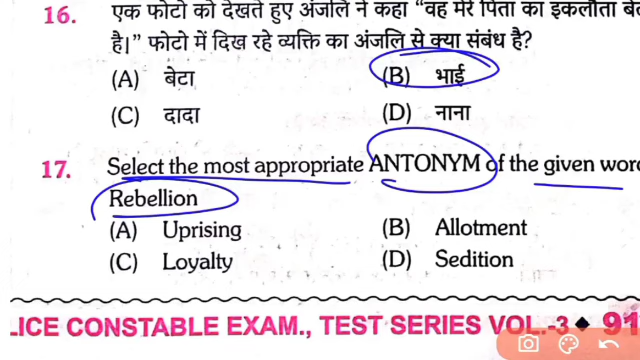 16. एक फोटो को देखते हुए अंजलि ने कहा "वह मेरे पिता का इकलौता
है।" फोटो में दिख रहे व्यक्ति का अंजलि से क्या संबंध है?
(A) बेटा (B) भाई
(C) दादा (D) नाना
17. Select the most appropriate ANTONYM of the given
Rebellion
(A) Uprising (B) Allotment
(C) Loyalty (D) Sedition
CONSTABLE EXAM., TEST SERIES VOL.-3 ◆ 91